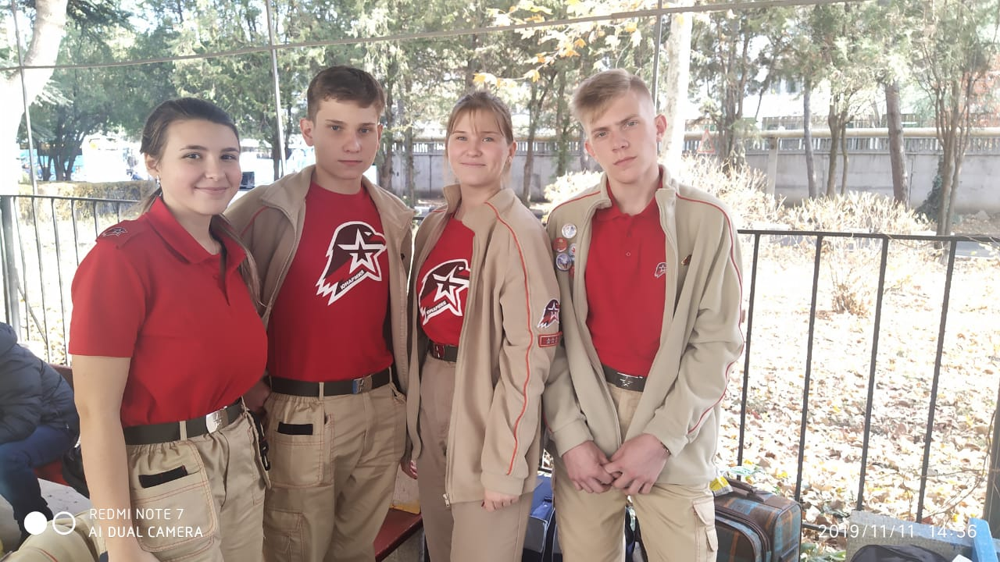 ЮНАРМИЯ
ЮНАРМИЯ
REDMI NOTE 7
AI DUAL CAMERA
2019/11/11 14:36